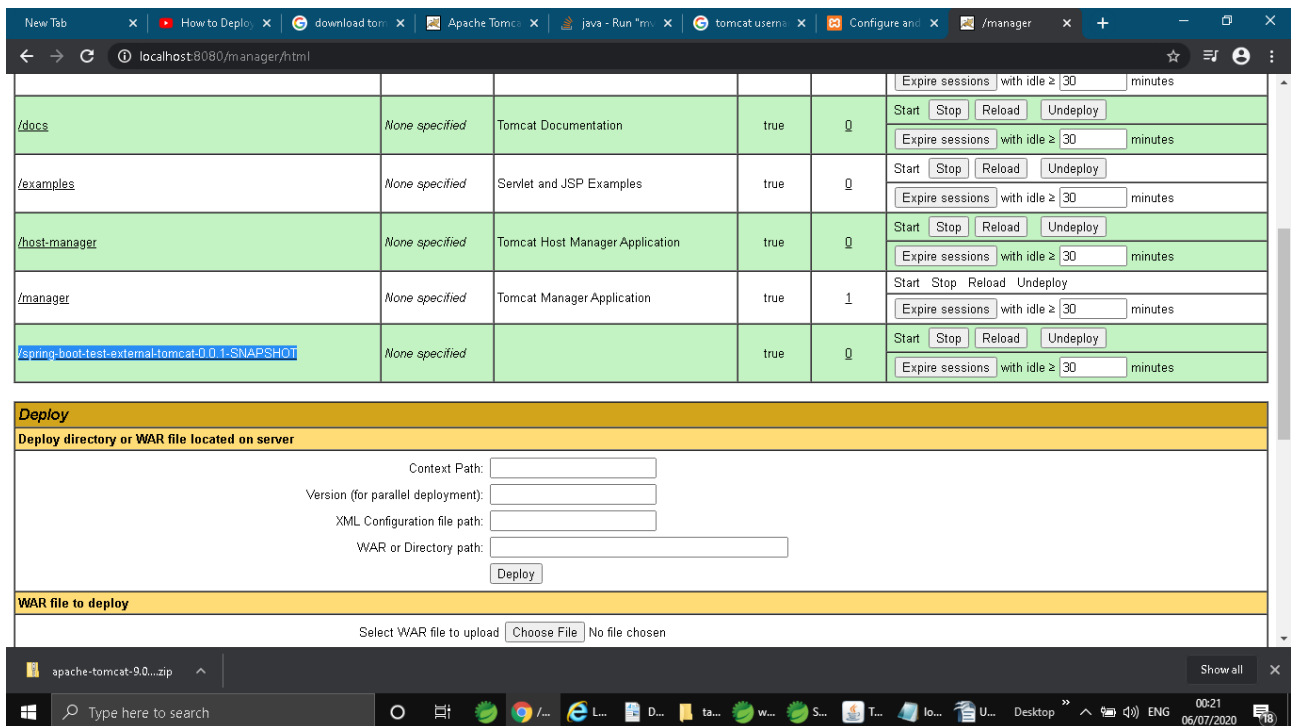 New Tab
How to Deploy
download tom
Apache Tomca
java - Run "mv
tomcat userna
Configure and
/manager
localhost:8080/manager/html
Expire sessions with idle ≥ 30 minutes
/docs None specified Tomcat Documentation true 0 Start Stop Reload Undeploy
Expire sessions with idle ≥ 30 minutes
/examples None specified Servlet and JSP Examples true 0 Start Stop Reload Undeploy
Expire sessions with idle ≥ 30 minutes
/host-manager None specified Tomcat Host Manager Application true 0 Start Stop Reload Undeploy
Expire sessions with idle ≥ 30 minutes
/manager None specified Tomcat Manager Application true 1 Start Stop Reload Undeploy
Expire sessions with idle ≥ 30 minutes
/spring-boot-test-external-tomcat-0.0.1-SNAPSHOT None specified true 0 Start Stop Reload Undeploy
Expire sessions with idle ≥ 30 minutes
Deploy
Deploy directory or WAR file located on server
Context Path:
Version (for parallel deployment):
XML Configuration file path:
WAR or Directory path:
Deploy
WAR file to deploy
Select WAR file to upload Choose File No file chosen
apache-tomcat-9.0....zip
Show all
Type here to search
/... L... D... ta... w... S... T... lo... U... Desktop ENG 00:21
06/07/2020
18